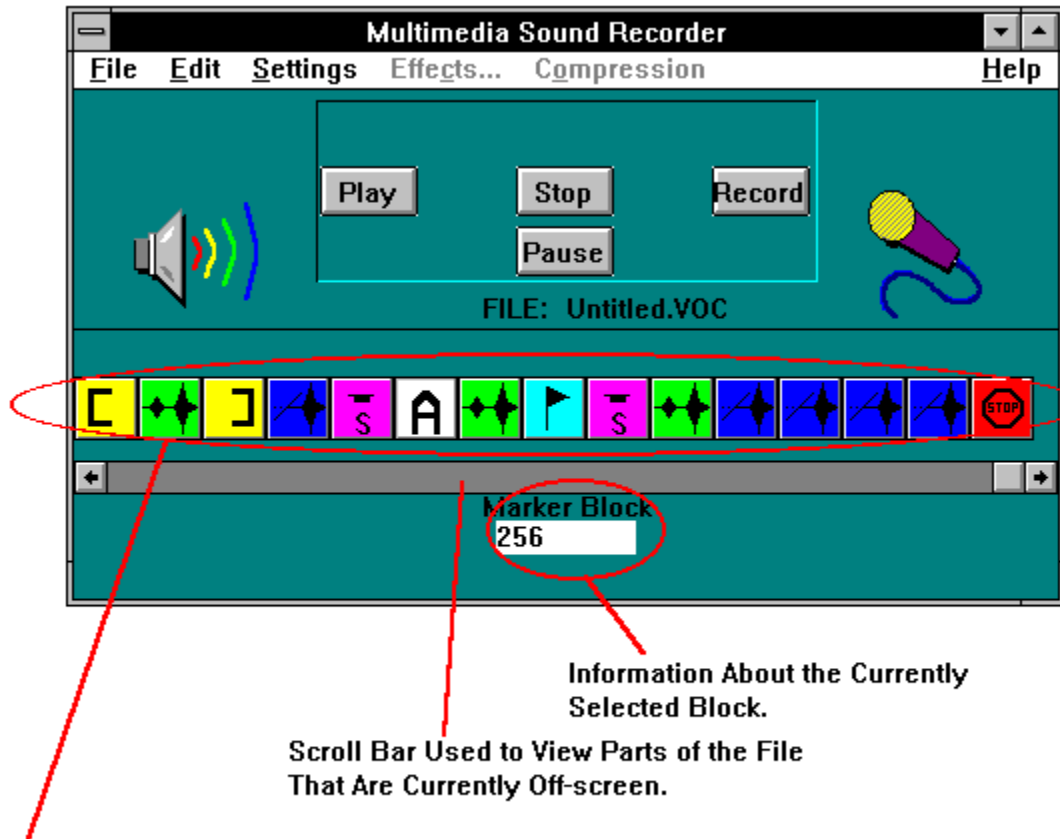 Multimedia Sound Recorder
File Edit Settings Effects... Compression Help
Play Stop Record
Pause
FILE: Untitled.VOC
[ ] S A S STOP
Marker Block
256
Information About the Currently
Selected Block.
Scroll Bar Used to View Parts of the File
That Are Currently Off-screen.